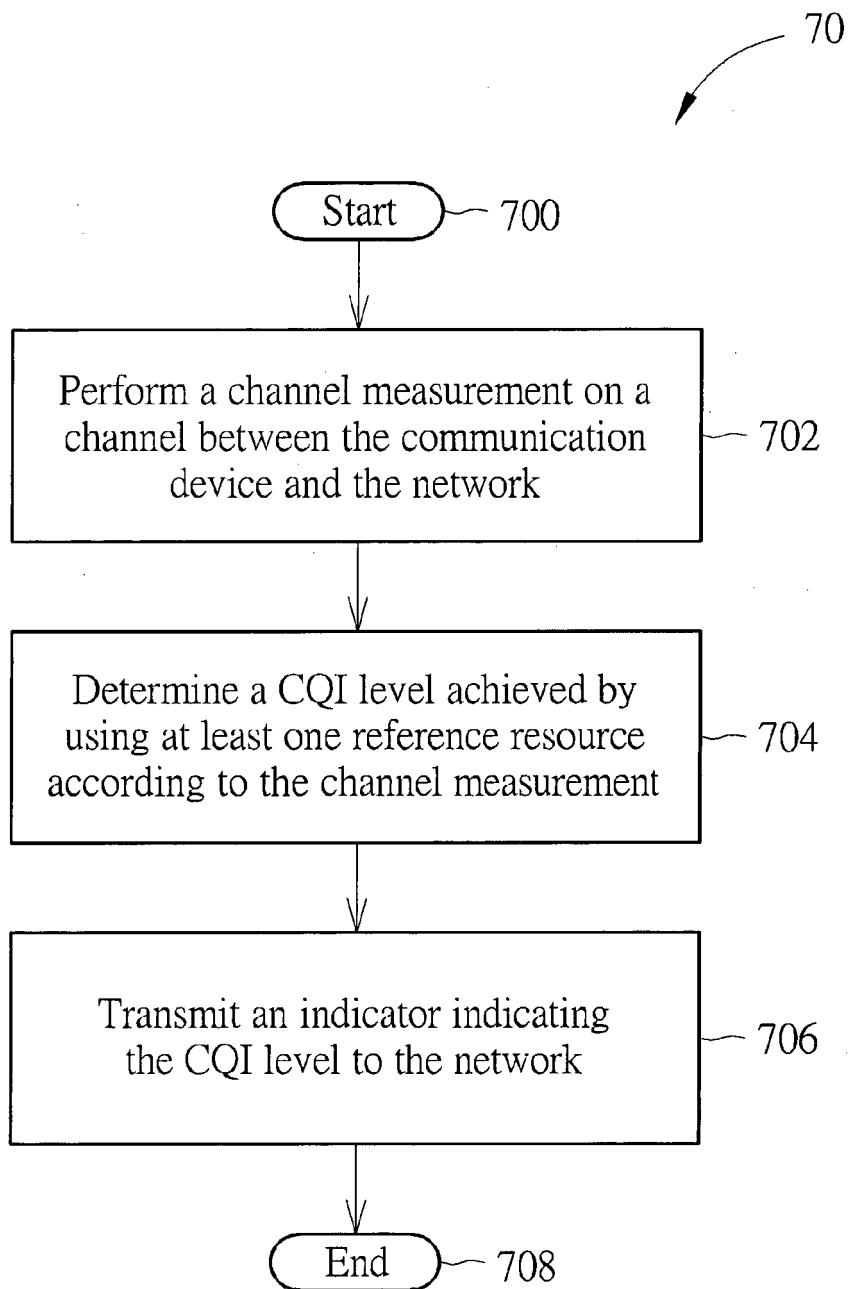 70
Start
700
Perform a channel measurement on a
channel between the communication
device and the network
702
Determine a CQI level achieved by
using at least one reference resource
according to the channel measurement
704
Transmit an indicator indicating
the CQI level to the network
706
End
708